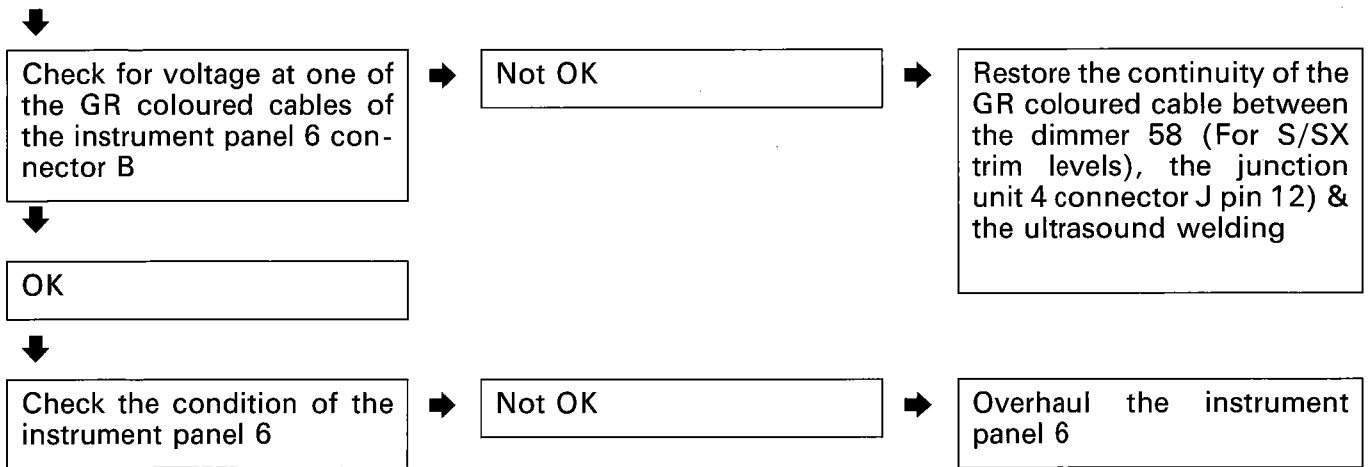 Check for voltage at one of
the GR coloured cables of
the instrument panel 6 con-
nector B
Not OK
Restore the continuity of the
GR coloured cable between
the dimmer 58 (For S/SX
trim levels), the junction
unit 4 connector J pin 12) &
the ultrasound welding
OK
Check the condition of the
instrument panel 6
Not OK
Overhaul the instrument
panel 6